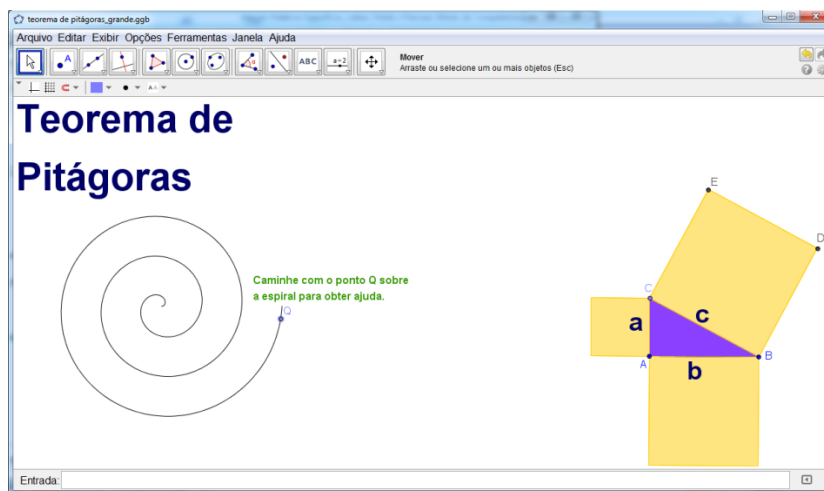 teorema de pitágoras_grande.ggb
Arquivo Editar Exibir Opções Ferramentas Janela Ajuda
A
α
ABC
a=2
Mover
Arraste ou selecione um ou mais objetos (Esc)
Teorema de
Pitágoras
Caminhe com o ponto Q sobre
a espiral para obter ajuda.
Q
E
D
C
a
c
A
b
B
Entrada: